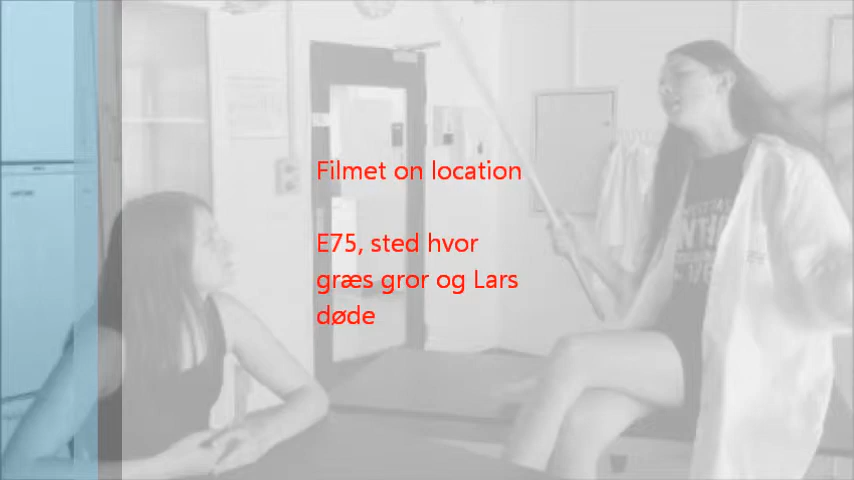 Filmet on location
E75, sted hvor
græs gror og Lars
døde